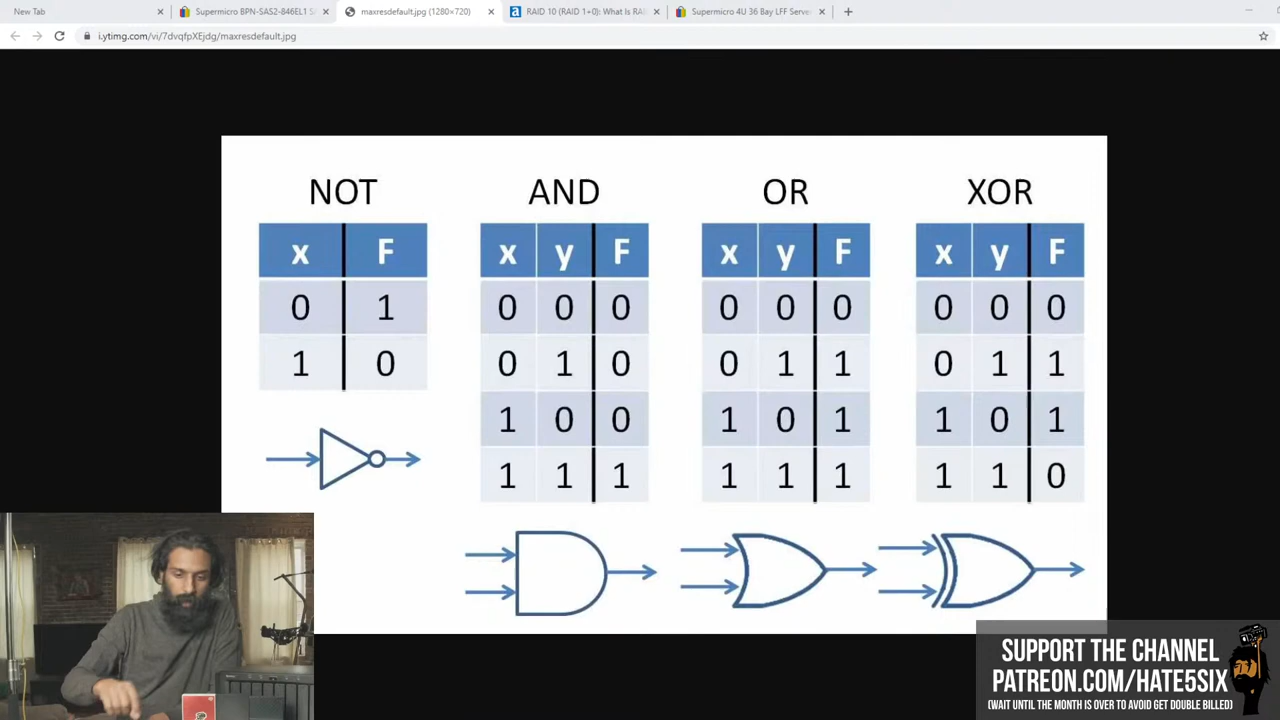 New Tab
Supermicro BPN-SAS2-846EL1 S
maxresdefault.jpg (1280×720)
RAID 10 (RAID 1+0): What Is RAI
Supermicro 4U 36 Bay LFF Server
i.ytimg.com/vi/7dvqfpXEjdg/maxresdefault.jpg
NOT AND OR XOR
x F x y F x y F x y F
0 1 0 0 0 0 0 0 0 0 0
1 0 0 1 0 0 1 1 0 1 1
1 0 0 1 0 1 1 0 1
1 1 1 1 1 1 1 1 0
SUPPORT THE CHANNEL
PATREON.COM/HATE5SIX
(WAIT UNTIL THE MONTH IS OVER TO AVOID GET DOUBLE BILLED)